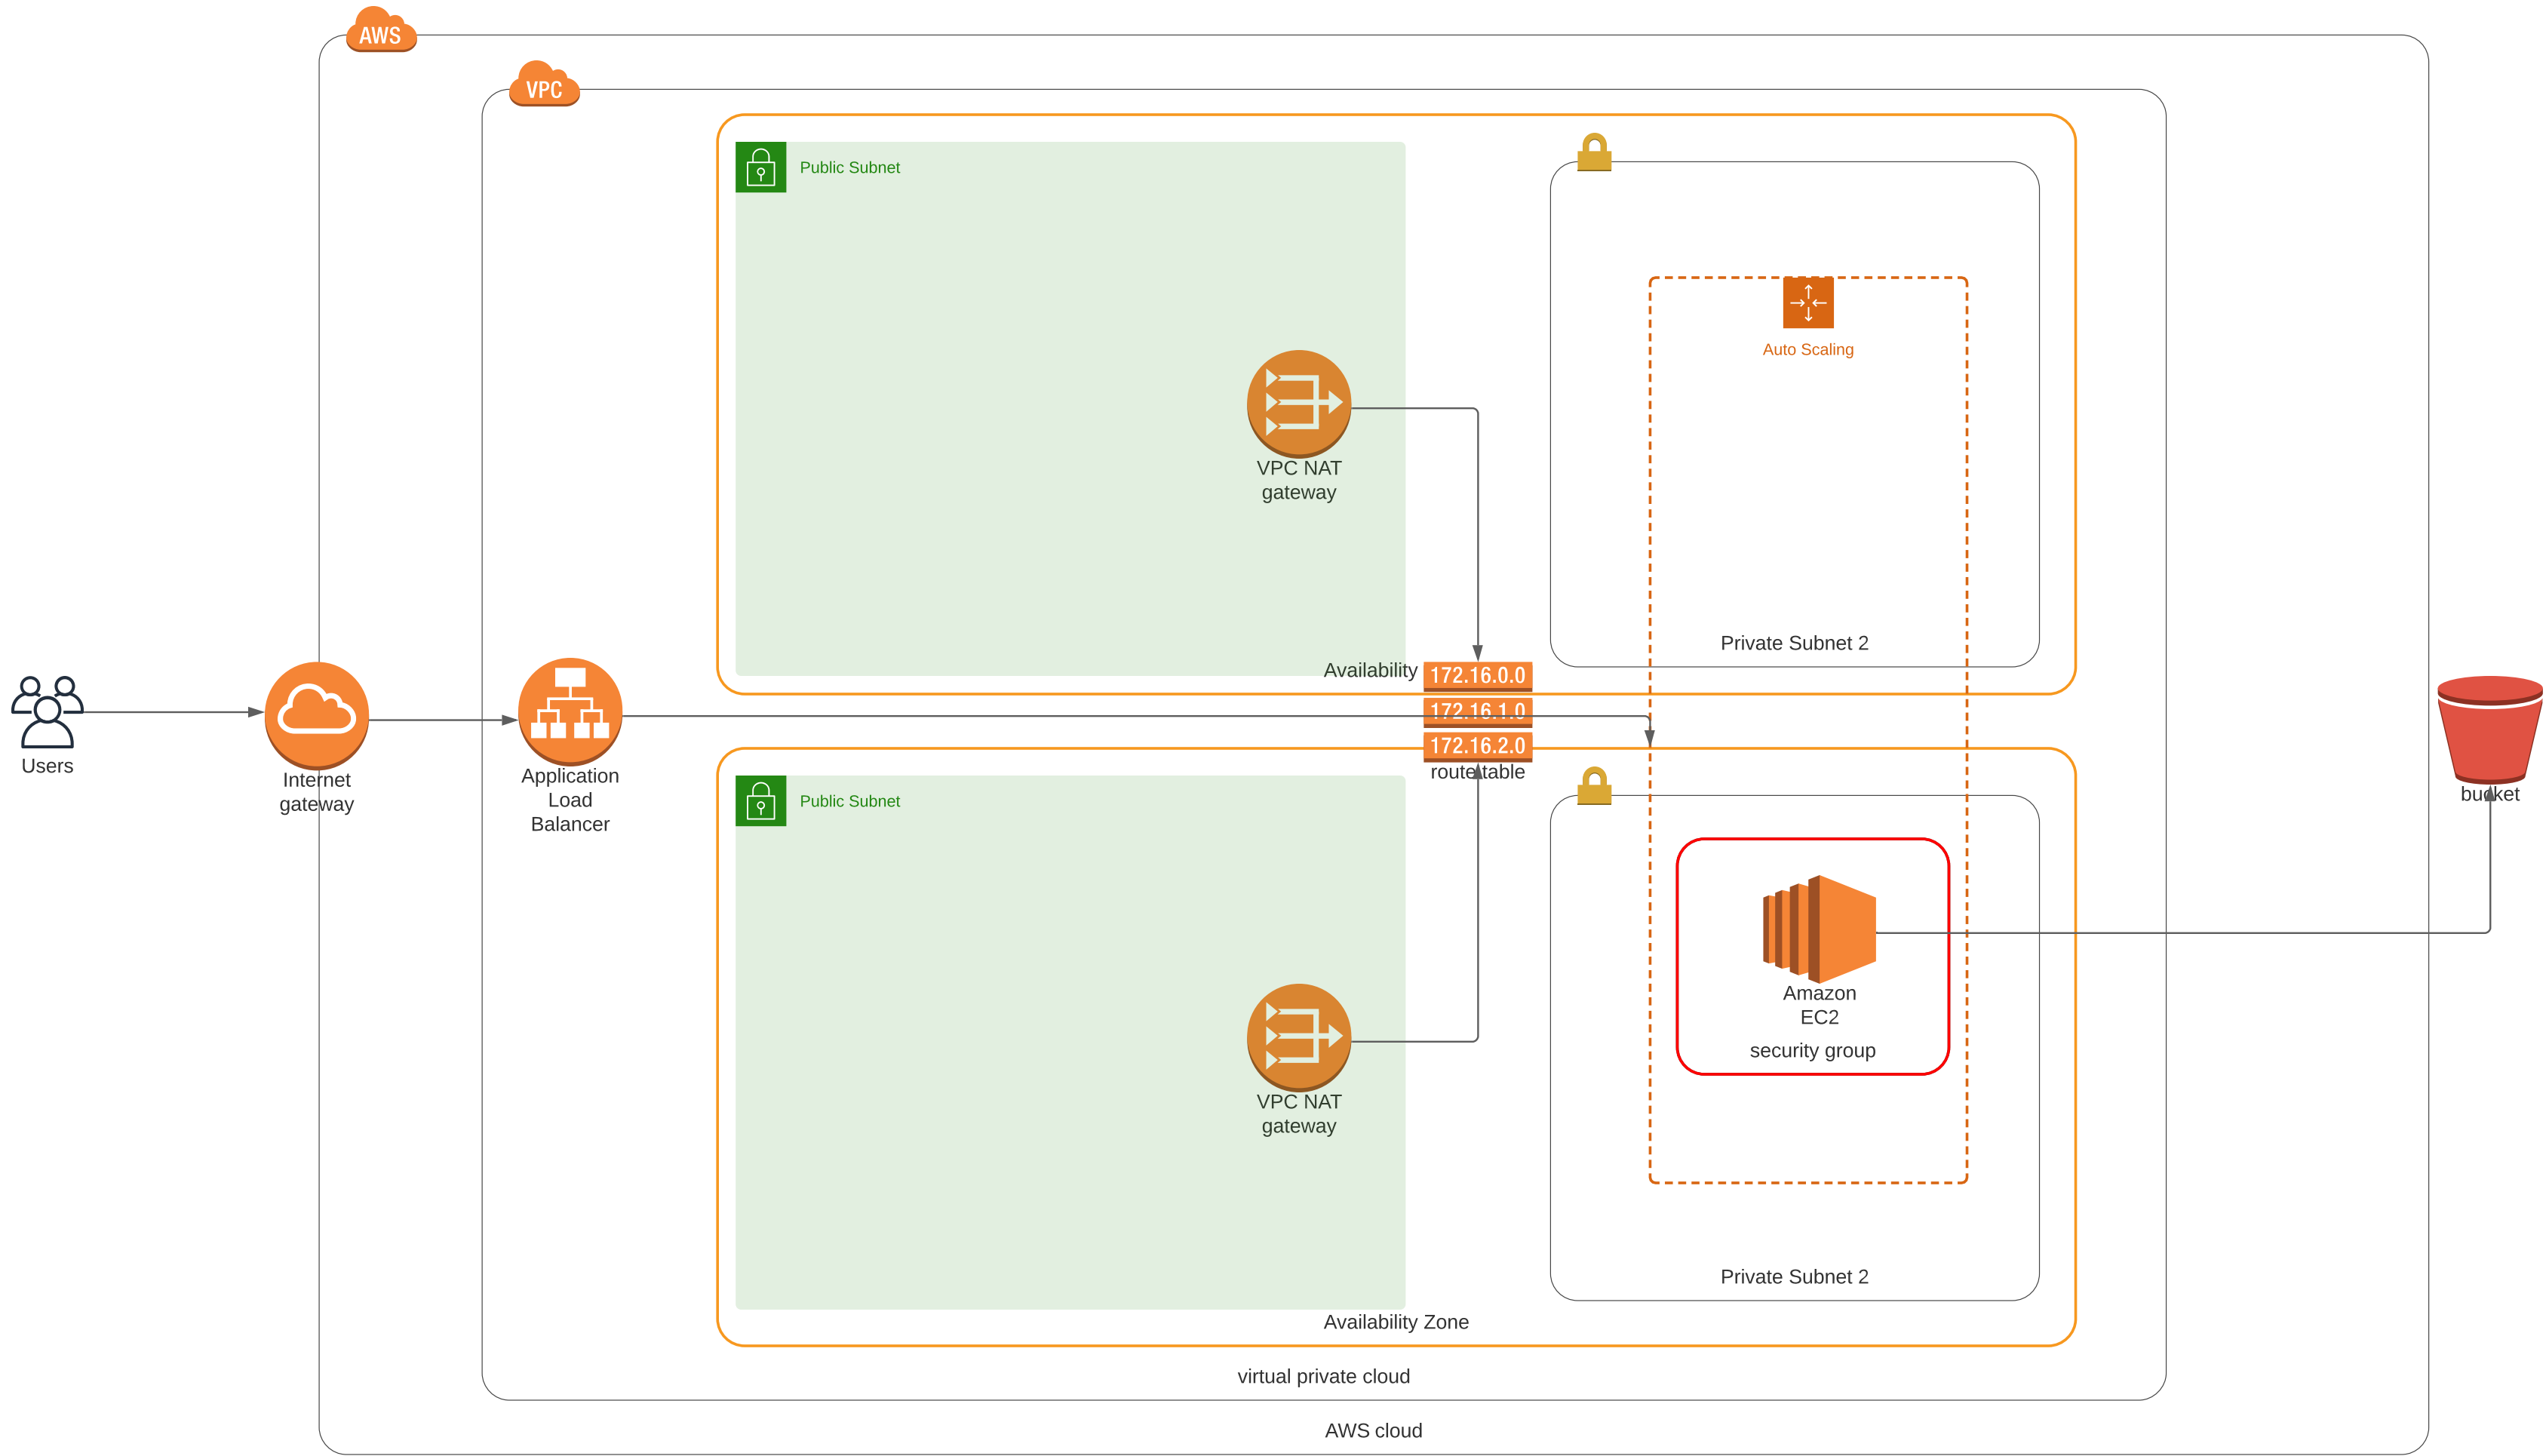 AWS
VPC
Public Subnet
Auto Scaling
VPC NAT
gateway
Private Subnet 2
Availability
172.16.0.0
172.16.1.0
172.16.2.0
route table
Users
Internet
gateway
Application
Load
Balancer
bucket
Public Subnet
Amazon
EC2
security group
VPC NAT
gateway
Private Subnet 2
Availability Zone
virtual private cloud
AWS cloud